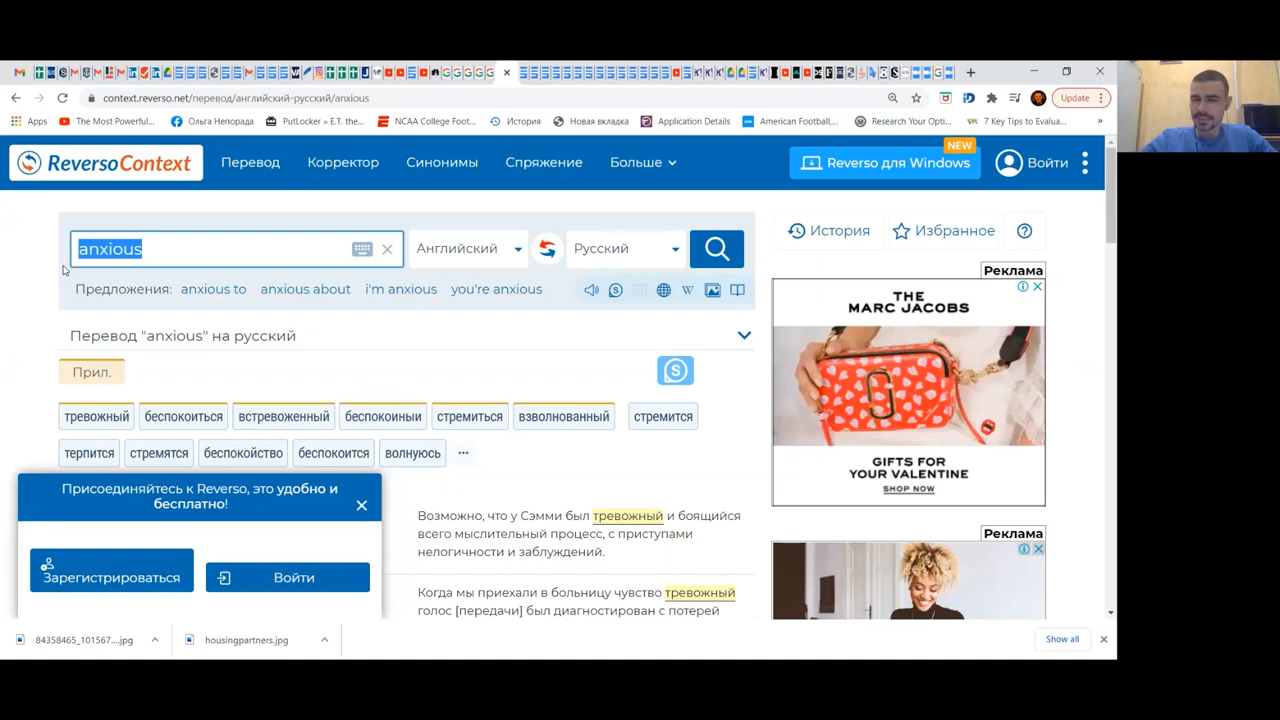 context.reverso.net/перевод/английский-русский/anxious
Update
Apps
The Most Powerful...
Ольга Непорада
PutLocker » E.T. the...
NCAA College Foot...
История
Новая вкладка
Application Details
American Football,...
Research Your Opti...
7 Key Tips to Evalua...
»
ReversoContext
Перевод
Корректор
Синонимы
Спряжение
Больше
NEW
Reverso для Windows
Войти
anxious
Английский
Русский
История
Избранное
Предложения: anxious to anxious about i'm anxious you're anxious
Перевод "anxious" на русский
Прил.
тревожный беспокоиться встревоженный беспокойный стремиться взволнованный стремится
терпится стремятся беспокойство беспокоится волнуюсь ...
Присоединяйтесь к Reverso, это удобно и
бесплатно!
Зарегистрироваться
Войти
Возможно, что у Сэмми был тревожный и боящийся
всего мыслительный процесс, с приступами
нелогичности и заблуждений.
Когда мы приехали в больницу чувство тревожный
голос [передачи] был диагностирован с потерей
Реклама
THE
MARC JACOBS
GIFTS FOR
YOUR VALENTINE
SHOP NOW
Реклама
84358465_101567....jpg
housingpartners.jpg
Show all